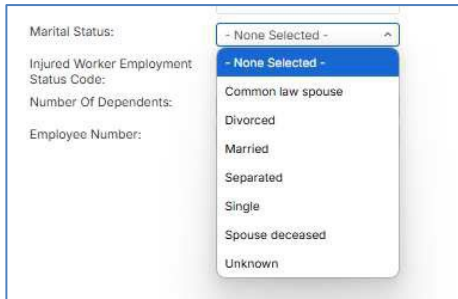 Marital Status:
- None Selected -
Injured Worker Employment
Status Code:
Number Of Dependents:
Employee Number:
- None Selected -
Common law spouse
Divorced
Married
Separated
Single
Spouse deceased
Unknown